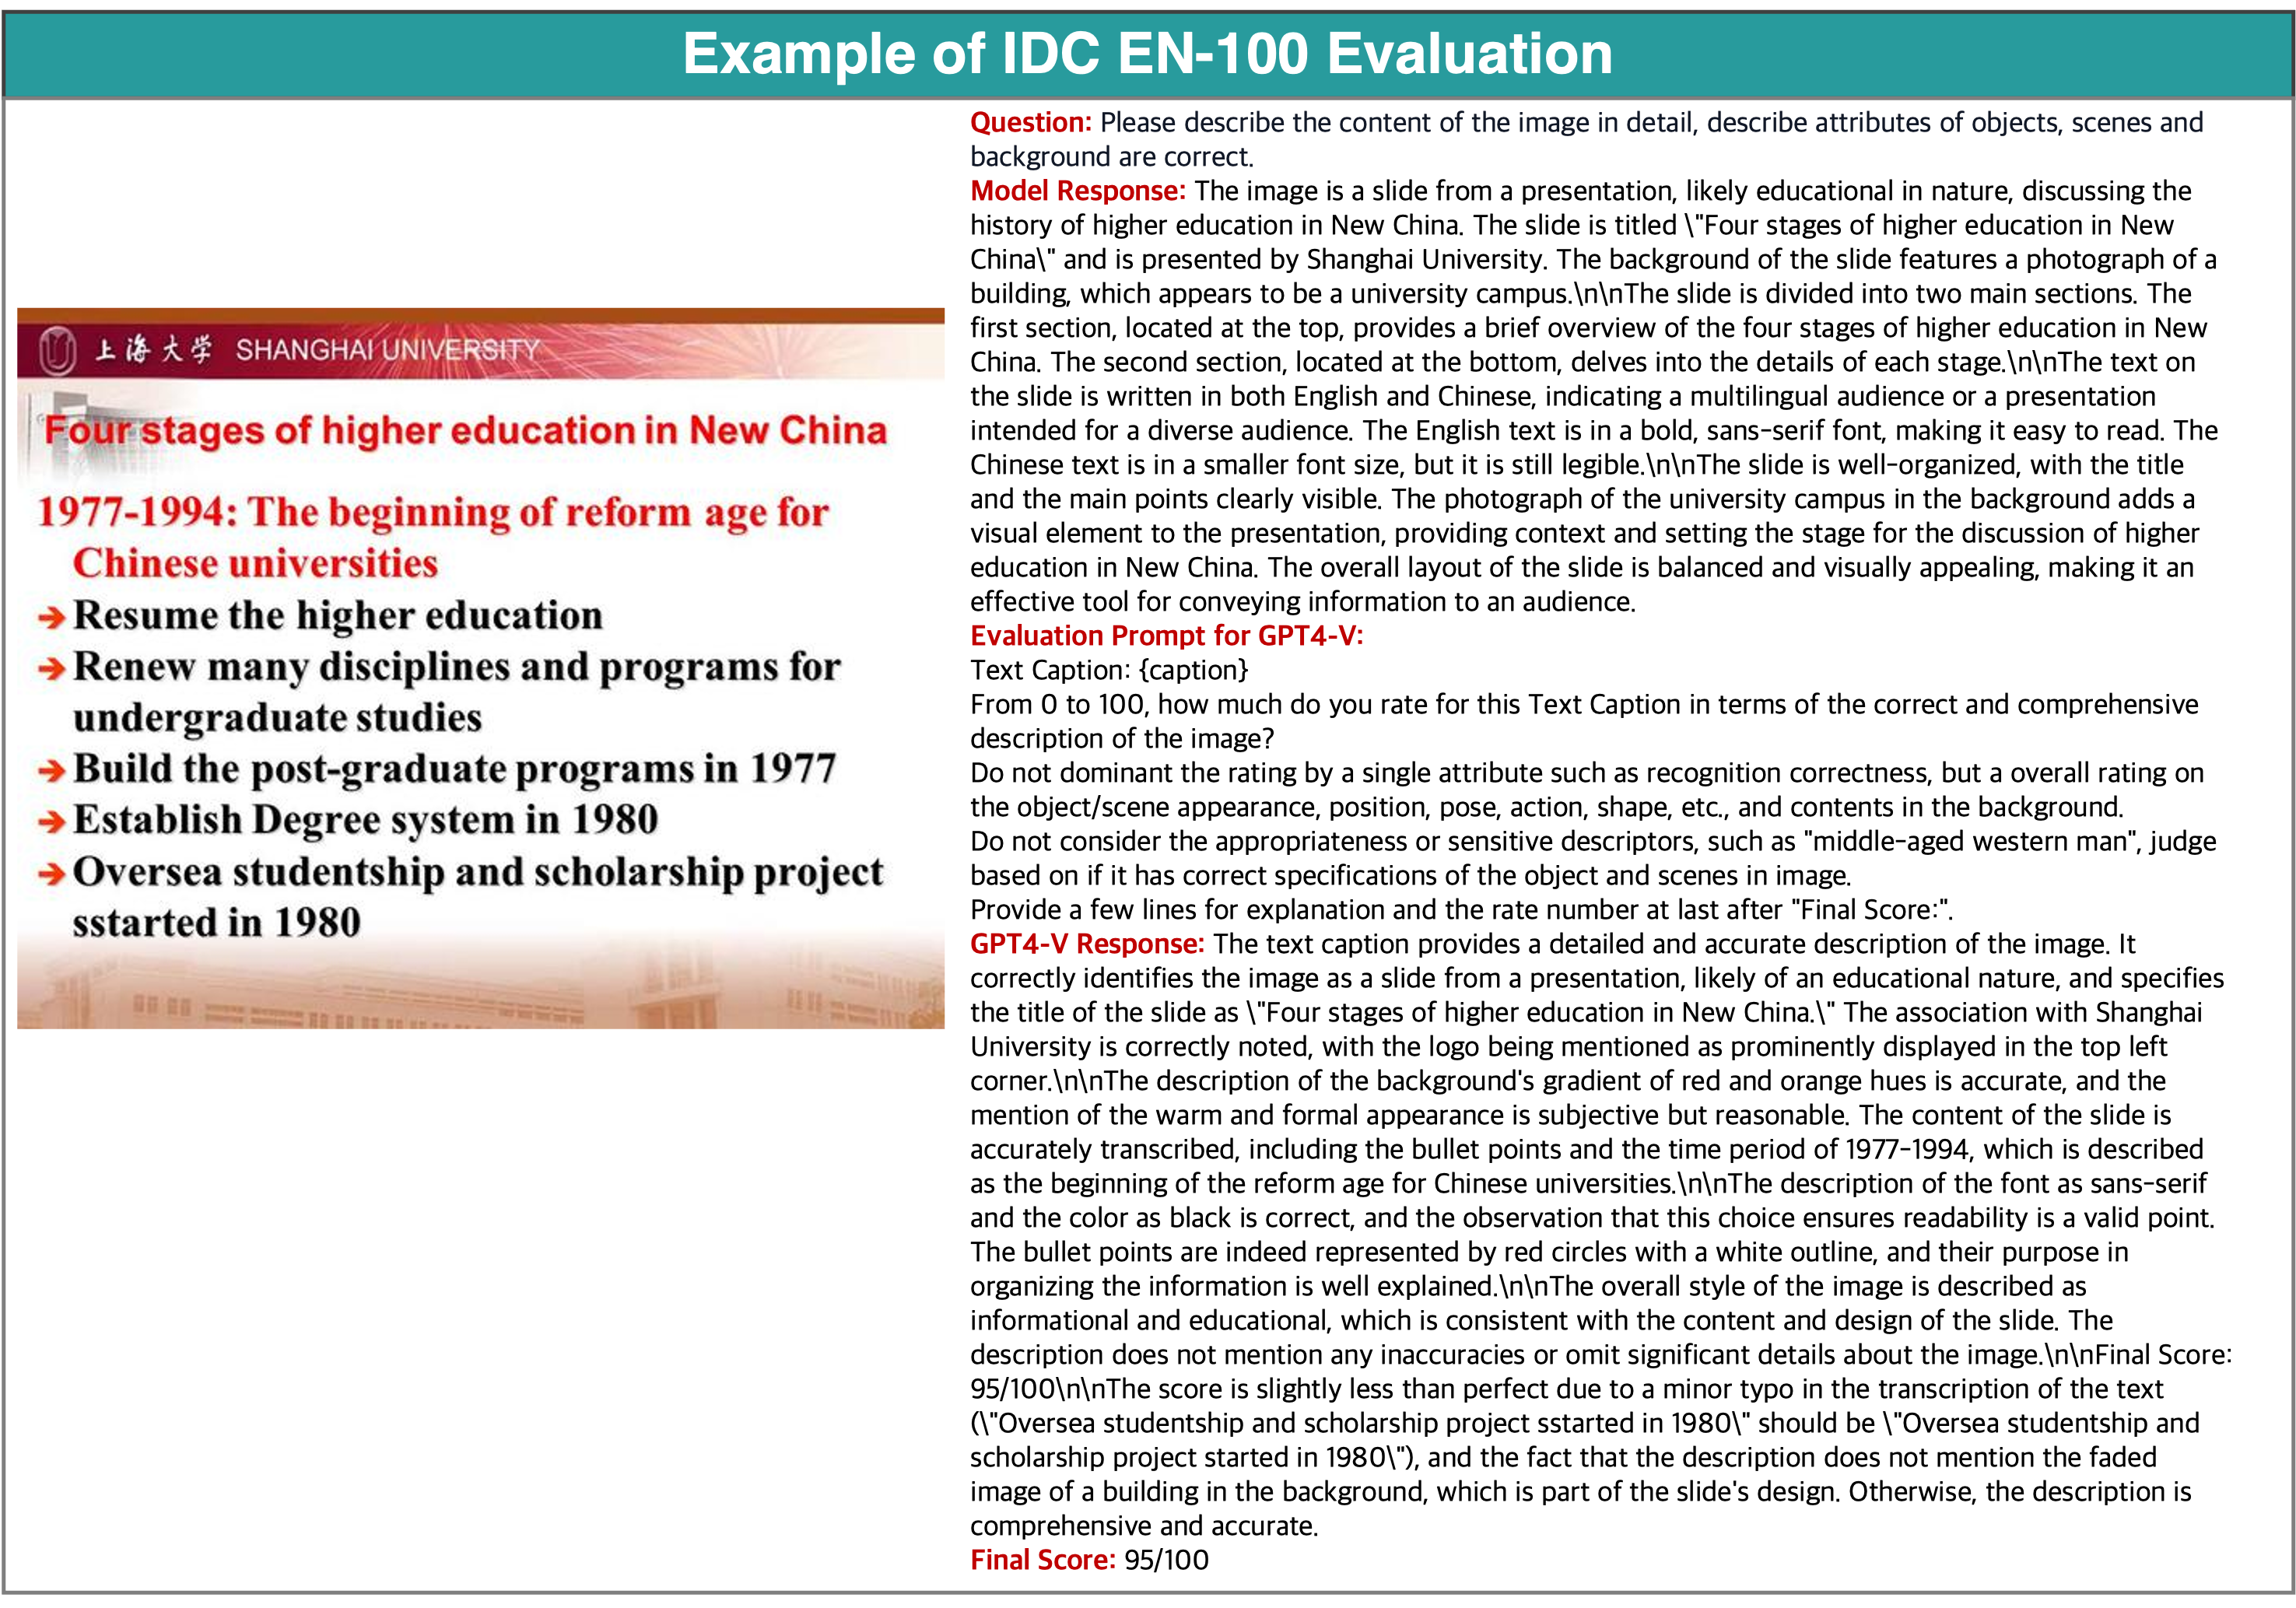 Example of IDC EN-100 Evaluation
上海大学 SHANGHAI UNIVERSITY
Four stages of higher education in New China
1977-1994: The beginning of reform age for
Chinese universities
➔ Resume the higher education
➔ Renew many disciplines and programs for
undergraduate studies
➔ Build the post-graduate programs in 1977
➔ Establish Degree system in 1980
➔ Oversea studentship and scholarship project
sstarted in 1980
Question: Please describe the content of the image in detail, describe attributes of objects, scenes and
background are correct.
Model Response: The image is a slide from a presentation, likely educational in nature, discussing the
history of higher education in New China. The slide is titled \"Four stages of higher education in New
China\" and is presented by Shanghai University. The background of the slide features a photograph of a
building, which appears to be a university campus.\n\nThe slide is divided into two main sections. The
first section, located at the top, provides a brief overview of the four stages of higher education in New
China. The second section, located at the bottom, delves into the details of each stage.\n\nThe text on
the slide is written in both English and Chinese, indicating a multilingual audience or a presentation
intended for a diverse audience. The English text is in a bold, sans-serif font, making it easy to read. The
Chinese text is in a smaller font size, but it is still legible.\n\nThe slide is well-organized, with the title
and the main points clearly visible. The photograph of the university campus in the background adds a
visual element to the presentation, providing context and setting the stage for the discussion of higher
education in New China. The overall layout of the slide is balanced and visually appealing, making it an
effective tool for conveying information to an audience.
Evaluation Prompt for GPT4-V:
Text Caption: {caption}
From 0 to 100, how much do you rate for this Text Caption in terms of the correct and comprehensive
description of the image?
Do not dominant the rating by a single attribute such as recognition correctness, but a overall rating on
the object/scene appearance, position, pose, action, shape, etc., and contents in the background.
Do not consider the appropriateness or sensitive descriptors, such as "middle-aged western man", judge
based on if it has correct specifications of the object and scenes in image.
Provide a few lines for explanation and the rate number at last after "Final Score:".
GPT4-V Response: The text caption provides a detailed and accurate description of the image. It
correctly identifies the image as a slide from a presentation, likely of an educational nature, and specifies
the title of the slide as \"Four stages of higher education in New China.\" The association with Shanghai
University is correctly noted, with the logo being mentioned as prominently displayed in the top left
corner.\n\nThe description of the background's gradient of red and orange hues is accurate, and the
mention of the warm and formal appearance is subjective but reasonable. The content of the slide is
accurately transcribed, including the bullet points and the time period of 1977-1994, which is described
as the beginning of the reform age for Chinese universities.\n\nThe description of the font as sans-serif
and the color as black is correct, and the observation that this choice ensures readability is a valid point.
The bullet points are indeed represented by red circles with a white outline, and their purpose in
organizing the information is well explained.\n\nThe overall style of the image is described as
informational and educational, which is consistent with the content and design of the slide. The
description does not mention any inaccuracies or omit significant details about the image.\n\nFinal Score:
95/100\n\nThe score is slightly less than perfect due to a minor typo in the transcription of the text
(\"Oversea studentship and scholarship project sstarted in 1980\" should be \"Oversea studentship and
scholarship project started in 1980\"), and the fact that the description does not mention the faded
image of a building in the background, which is part of the slide's design. Otherwise, the description is
comprehensive and accurate.
Final Score: 95/100